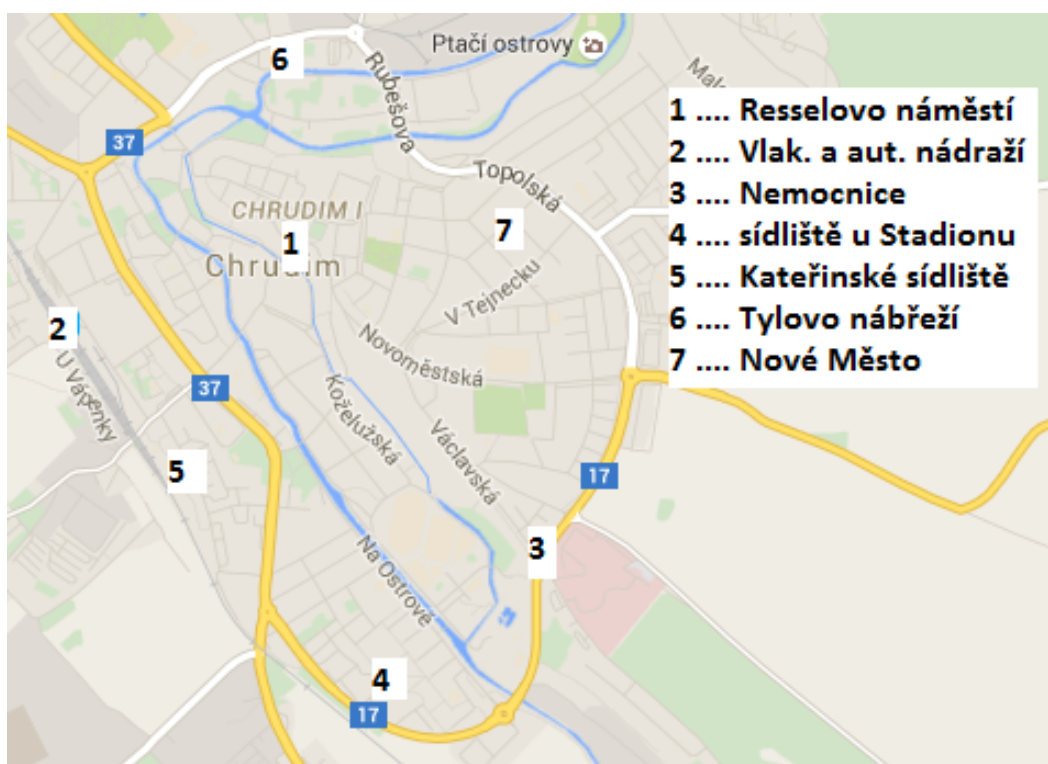 6
Ptačí ostrovy
Rubešova
Mak
37
1 .... Resselovo náměstí
2 .... Vlak. a aut. nádraží
3 .... Nemocnice
4 .... sídliště u Stadionu
5 .... Kateřinské sídliště
6 .... Tylovo nábřeží
7 .... Nové Město
Topolská
CHRUDIM I
1
7
Chrudim
V Tejnecku
2
U Vápenky
Novoměstská
37
Koželužská
Václavská
5
17
3
Na Ostrově
4
17